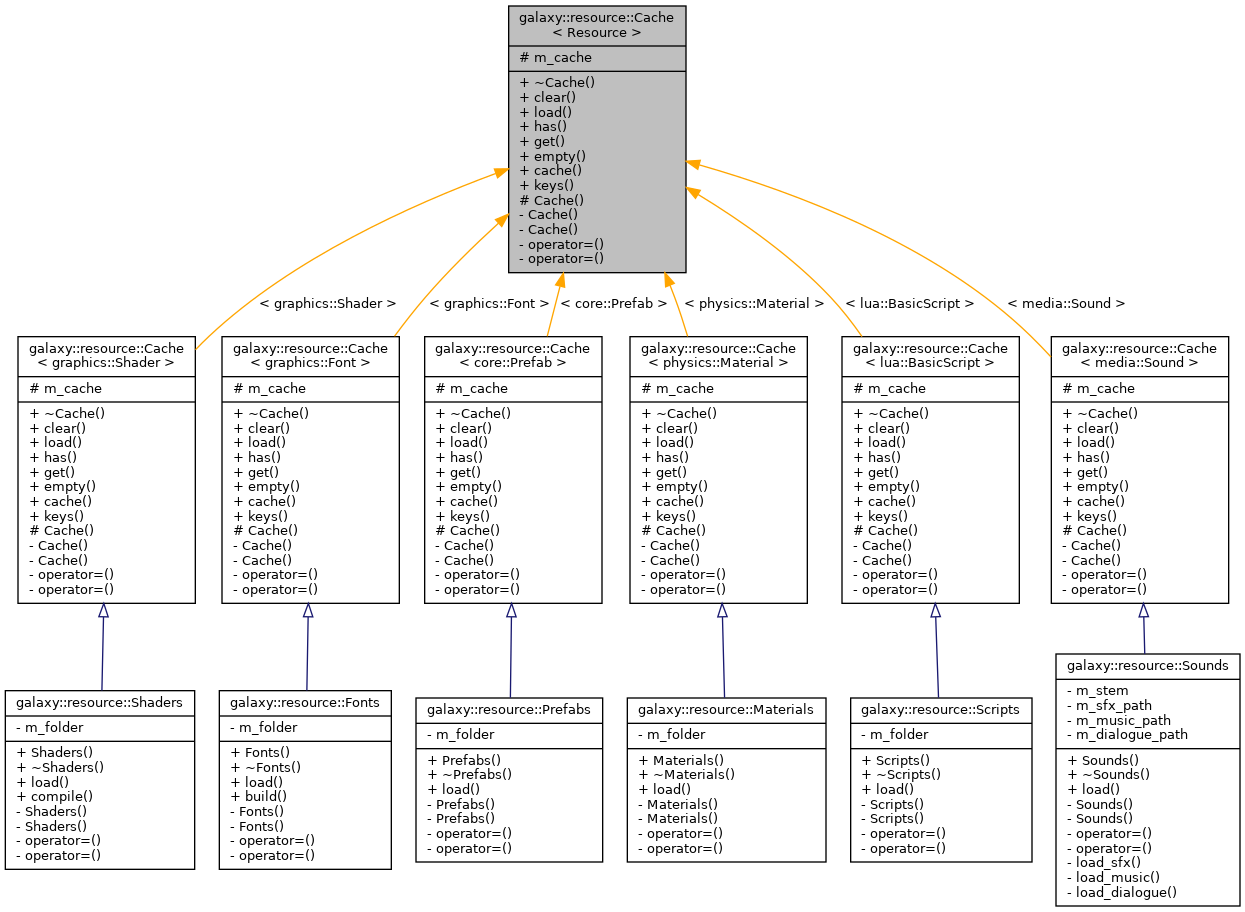 galaxy::resource::Cache
< Resource >
# m_cache
+ ~Cache()
+ clear()
+ load()
+ has()
+ get()
+ empty()
+ cache()
+ keys()
# Cache()
- Cache()
- Cache()
- operator=()
- operator=()
< graphics::Shader >
< graphics::Font >
< core::Prefab >
< physics::Material >
< lua::BasicScript >
< media::Sound >
galaxy::resource::Cache
< graphics::Shader >
# m_cache
+ ~Cache()
+ clear()
+ load()
+ has()
+ get()
+ empty()
+ cache()
+ keys()
# Cache()
- Cache()
- Cache()
- operator=()
- operator=()
galaxy::resource::Cache
< graphics::Font >
# m_cache
+ ~Cache()
+ clear()
+ load()
+ has()
+ get()
+ empty()
+ cache()
+ keys()
# Cache()
- Cache()
- Cache()
- operator=()
- operator=()
galaxy::resource::Cache
< core::Prefab >
# m_cache
+ ~Cache()
+ clear()
+ load()
+ has()
+ get()
+ empty()
+ cache()
+ keys()
# Cache()
- Cache()
- Cache()
- operator=()
- operator=()
galaxy::resource::Cache
< physics::Material >
# m_cache
+ ~Cache()
+ clear()
+ load()
+ has()
+ get()
+ empty()
+ cache()
+ keys()
# Cache()
- Cache()
- Cache()
- operator=()
- operator=()
galaxy::resource::Cache
< lua::BasicScript >
# m_cache
+ ~Cache()
+ clear()
+ load()
+ has()
+ get()
+ empty()
+ cache()
+ keys()
# Cache()
- Cache()
- Cache()
- operator=()
- operator=()
galaxy::resource::Cache
< media::Sound >
# m_cache
+ ~Cache()
+ clear()
+ load()
+ has()
+ get()
+ empty()
+ cache()
+ keys()
# Cache()
- Cache()
- Cache()
- operator=()
- operator=()
galaxy::resource::Shaders
- m_folder
+ Shaders()
+ ~Shaders()
+ load()
+ compile()
- Shaders()
- Shaders()
- operator=()
- operator=()
galaxy::resource::Fonts
- m_folder
+ Fonts()
+ ~Fonts()
+ load()
+ build()
- Fonts()
- Fonts()
- operator=()
- operator=()
galaxy::resource::Prefabs
- m_folder
+ Prefabs()
+ ~Prefabs()
+ load()
- Prefabs()
- Prefabs()
- operator=()
- operator=()
galaxy::resource::Materials
- m_folder
+ Materials()
+ ~Materials()
+ load()
- Materials()
- Materials()
- operator=()
- operator=()
galaxy::resource::Scripts
- m_folder
+ Scripts()
+ ~Scripts()
+ load()
- Scripts()
- Scripts()
- operator=()
- operator=()
galaxy::resource::Sounds
- m_stem
- m_sfx_path
- m_music_path
- m_dialogue_path
+ Sounds()
+ ~Sounds()
+ load()
- Sounds()
- Sounds()
- operator=()
- operator=()
- load_sfx()
- load_music()
- load_dialogue()